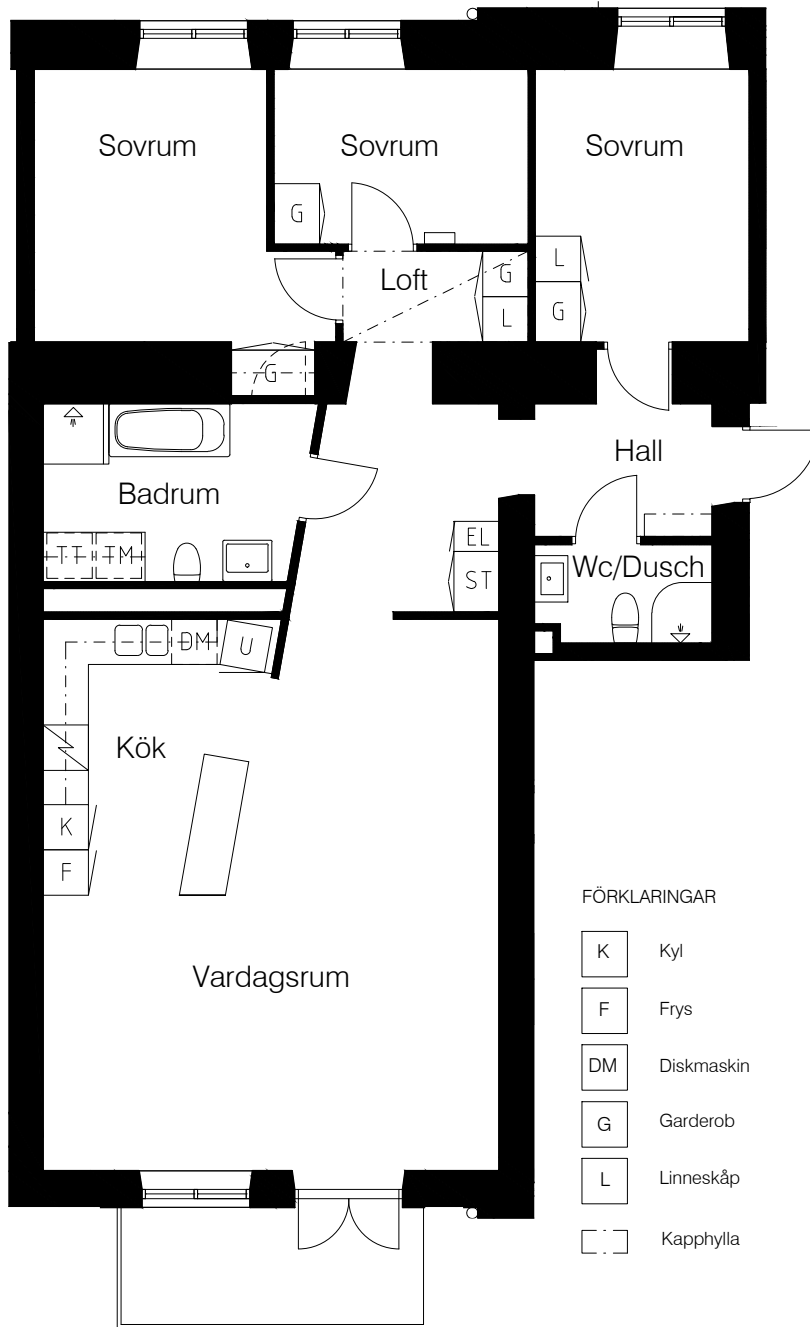 Sovrum
Sovrum
Sovrum
G
L
G
Loft
G
L
G
Hall
Badrum
EL
TT
TM
ST
Wc/Dusch
DM
U
Kök
K
F
Vardagsrum
FÖRKLARINGAR
K Kyl
F Frys
DM Diskmaskin
G Garderob
L Linneskåp
Kapphylla